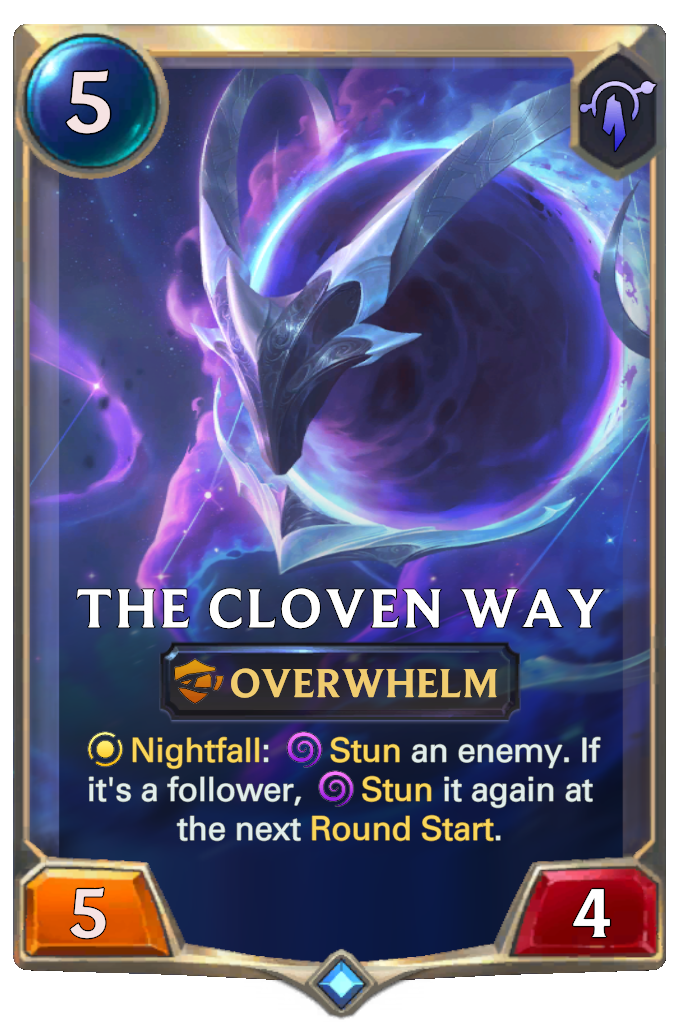 5
THE CLOVEN WAY
OVERWHELM
Nightfall: Stun an enemy. If
it's a follower, Stun it again at
the next Round Start.
5
4